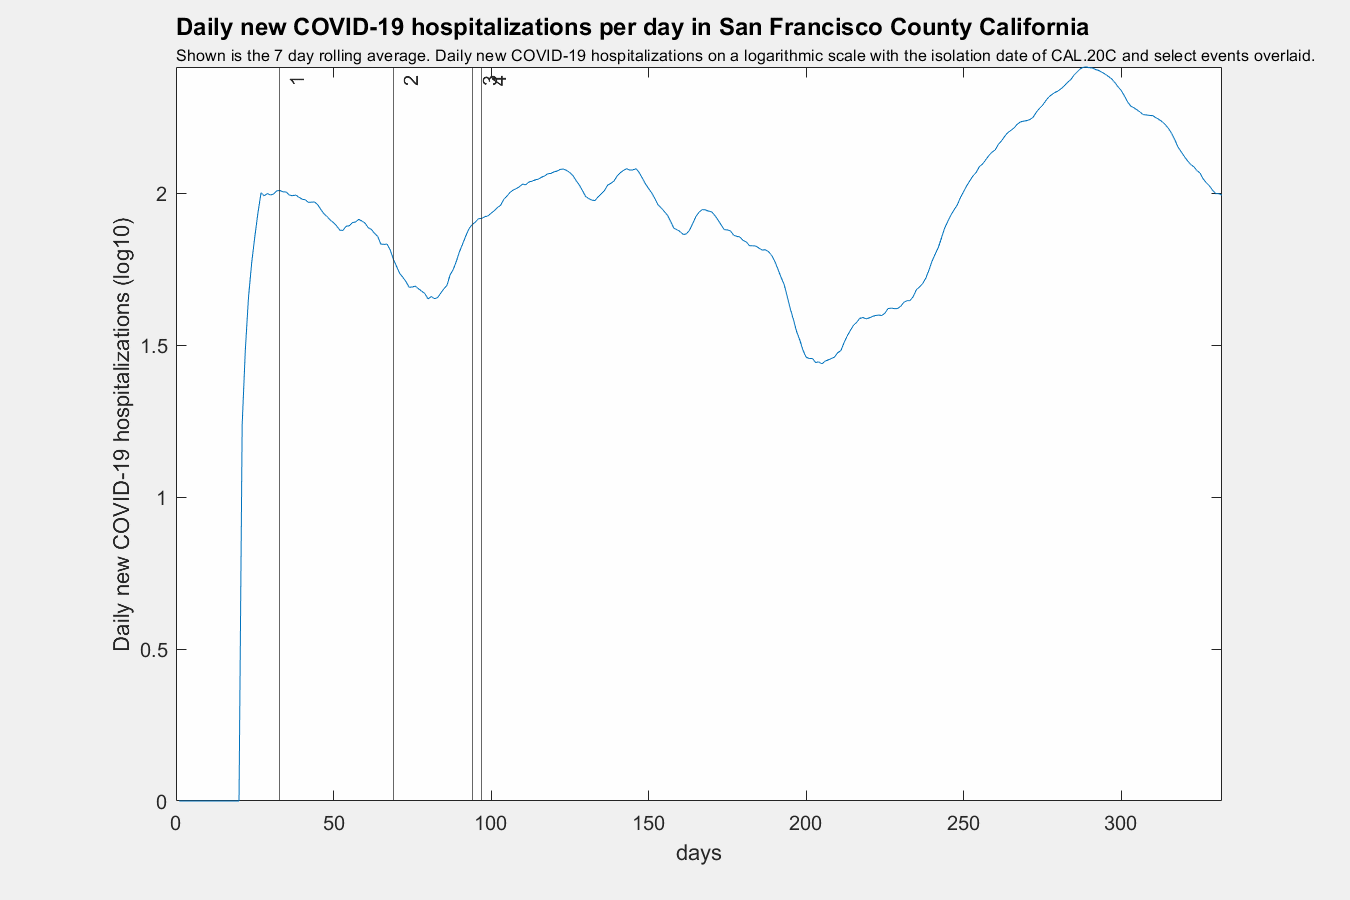 Daily new COVID-19 hospitalizations per day in San Francisco County California
Shown is the 7 day rolling average. Daily new COVID-19 hospitalizations on a logarithmic scale with the isolation date of CAL.20C and select events overlaid.
1
2
3
4
Daily new COVID-19 hospitalizations (log10)
2
1.5
1
0.5
0
0 50 100 150 200 250 300
days